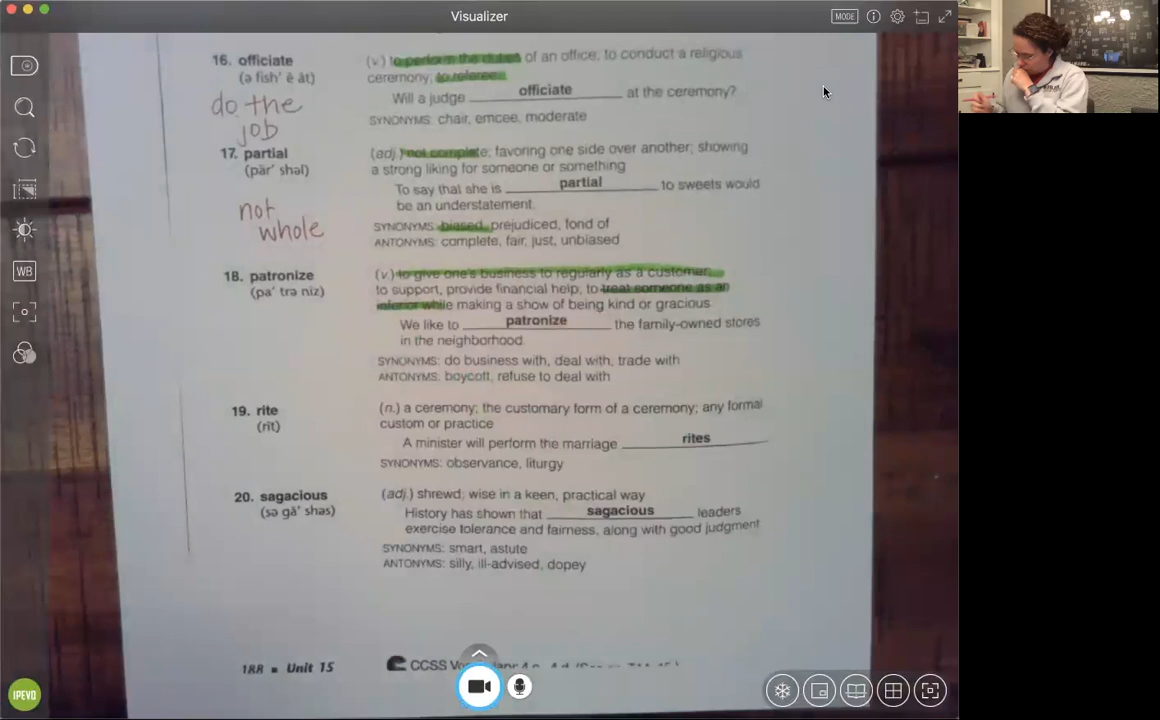 Visualizer
MODE
WB
IPEVO
16. officiate
(ə fish' ē āt)
do the
job
(v.) to perform the duties of an office; to conduct a religious
ceremony; to referee
Will a judge officiate at the ceremony?
SYNONYMS: chair, emcee, moderate
17. partial
(pär' shəl)
not
whole
(adj.) not complete; favoring one side over another; showing
a strong liking for someone or something
To say that she is partial to sweets would
be an understatement.
SYNONYMS: biased, prejudiced, fond of
ANTONYMS: complete, fair, just, unbiased
18. patronize
(pā' trə nīz)
(v.) to give one's business to regularly as a customer;
to support, provide financial help; to treat someone as an
inferior while making a show of being kind or gracious
We like to patronize the family-owned stores
in the neighborhood.
SYNONYMS: do business with, deal with, trade with
ANTONYMS: boycott, refuse to deal with
19. rite
(rīt)
(n.) a ceremony; the customary form of a ceremony; any formal
custom or practice
A minister will perform the marriage rites
SYNONYMS: observance, liturgy
20. sagacious
(sə gā' shəs)
(adj.) shrewd; wise in a keen, practical way
History has shown that sagacious leaders
exercise tolerance and fairness, along with good judgment
SYNONYMS: smart, astute
ANTONYMS: silly, ill-advised, dopey
188 ■ Unit 15
CCSS